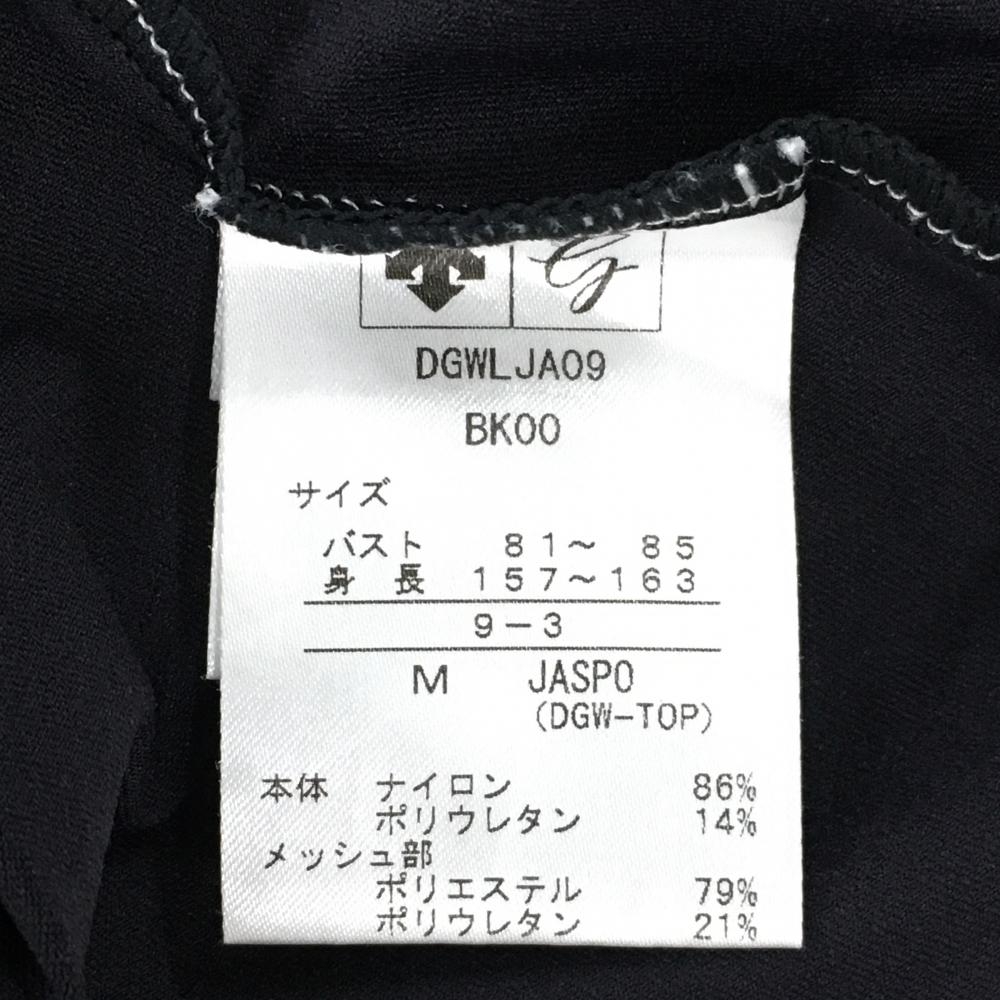 G
DGWLJA09
BK00
サイズ
バスト 81〜 85
身長 157〜163
9-3
M JASPO
(DGW-TOP)
本体 ナイロン 86%
ポリウレタン 14%
メッシュ部
ポリエステル 79%
ポリウレタン 21%